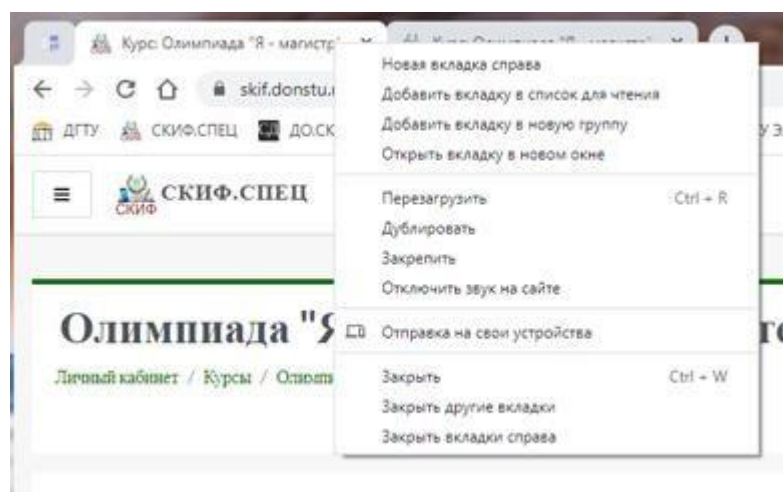 Курс: Олимпиада "Я - магистр"
skif.donstu.
ДГТУ СКИФ.СПЕЦ ДО.СК
СКИФ СКИФ.СПЕЦ
Олимпиада "Я
Личный кабинет / Курсы / Олимпи
Новая вкладка справа
Добавить вкладку в список для чтения
Добавить вкладку в новую группу
Открыть вкладку в новом окне
Перезагрузить Ctrl + R
Дублировать
Закрепить
Отключить звук на сайте
Отправка на свои устройства
Закрыть Ctrl + W
Закрыть другие вкладки
Закрыть вкладки справа